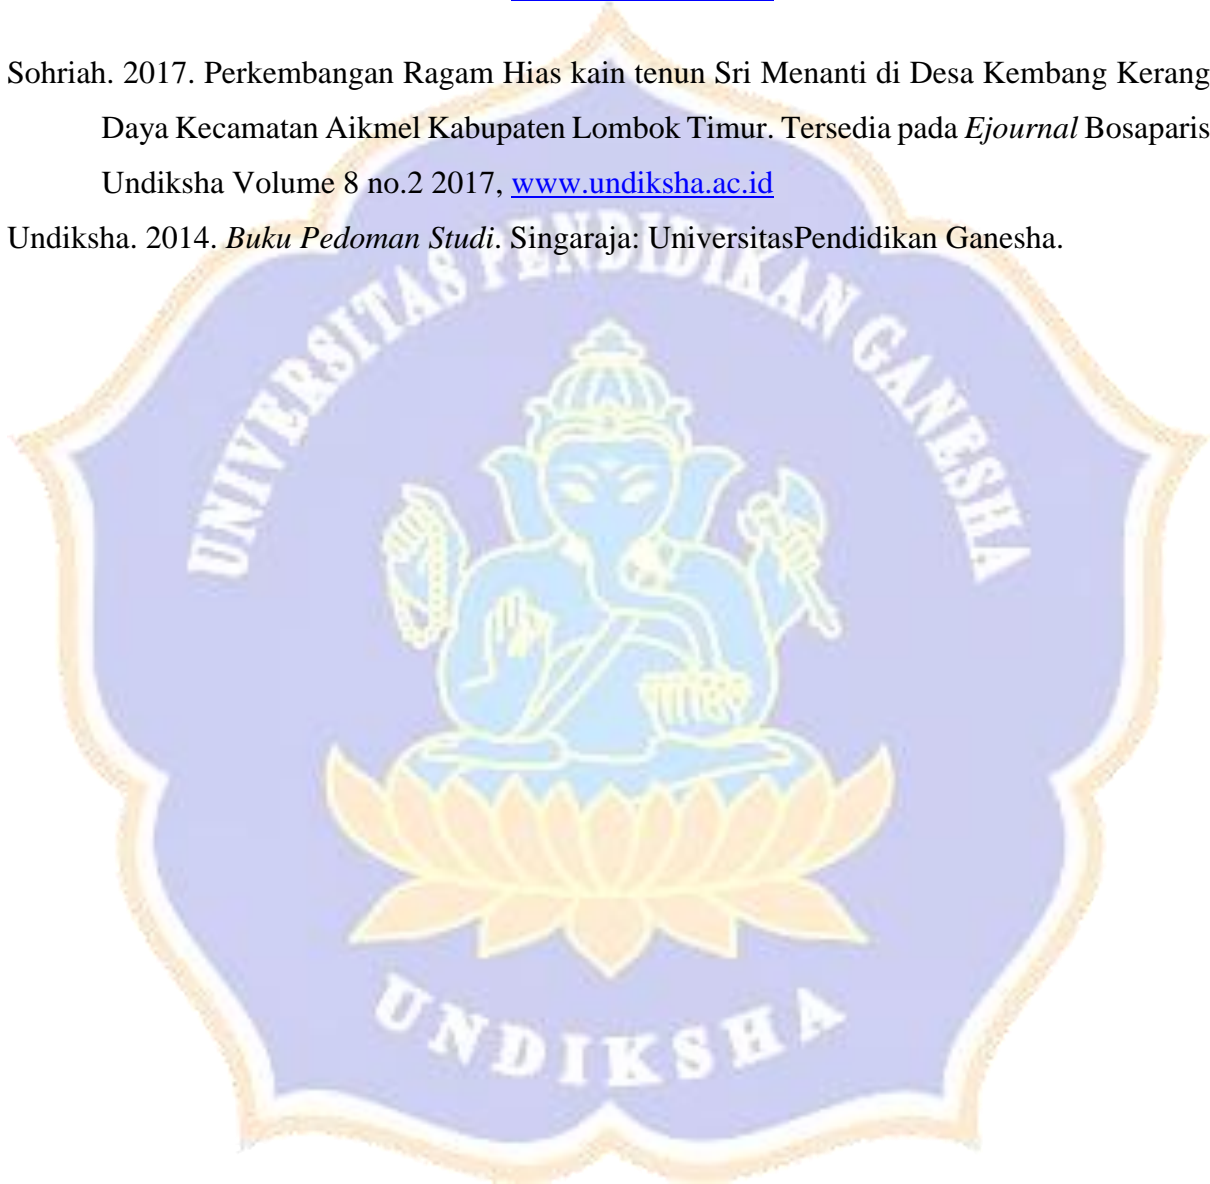 Sohriah. 2017. Perkembangan Ragam Hias kain tenun Sri Menanti di Desa Kembang Kerang
Daya Kecamatan Aikmel Kabupaten Lombok Timur. Tersedia pada Ejournal Bosaparis
Undiksha Volume 8 no.2 2017, www.undiksha.ac.id
Undiksha. 2014. Buku Pedoman Studi. Singaraja: UniversitasPendidikan Ganesha.
UNIVERSITAS PENDIDIKAN GANESHA
UNDIKSHA